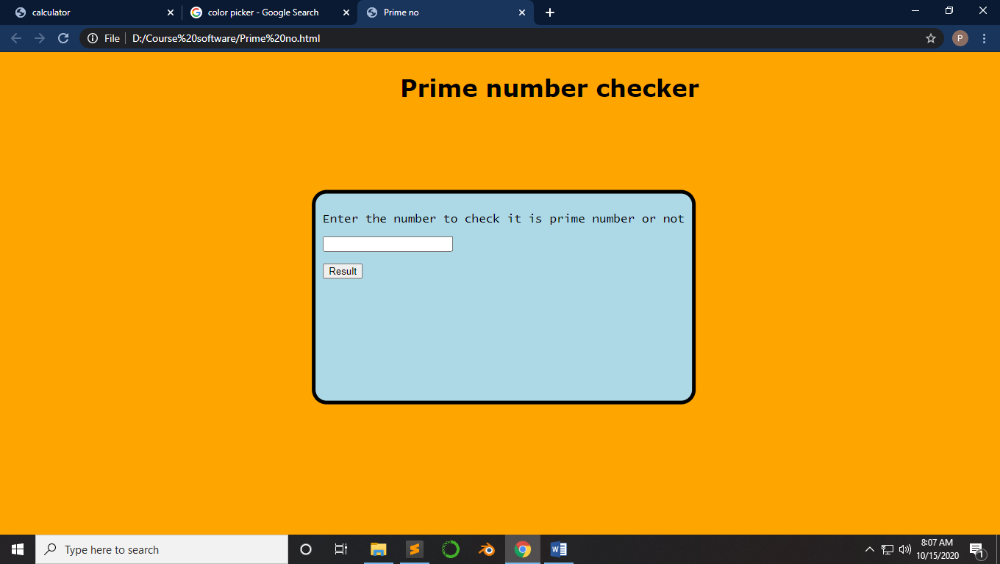 calculator
color picker - Google Search
Prime no
File
D:/Course%20software/Prime%20no.html
P
Prime number checker
Enter the number to check it is prime number or not
Result
Type here to search
W
8:07 AM
10/15/2020
1